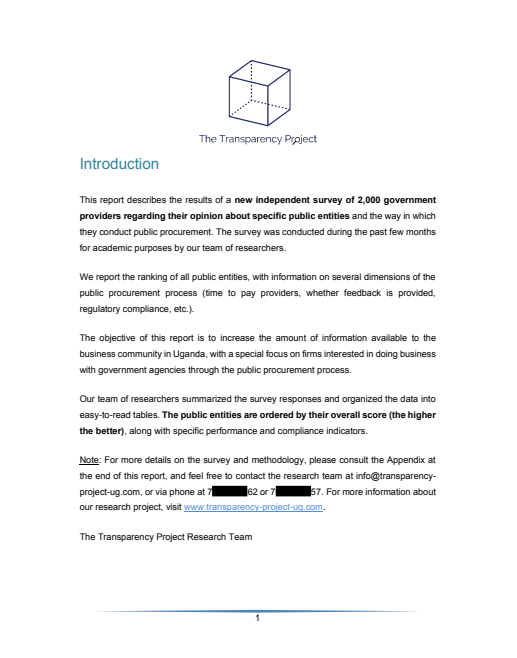 The Transparency Project
Introduction
This report describes the results of a new independent survey of 2,000 government
providers regarding their opinion about specific public entities and the way in which
they conduct public procurement. The survey was conducted during the past few months
for academic purposes by our team of researchers.
We report the ranking of all public entities, with information on several dimensions of the
public procurement process (time to pay providers, whether feedback is provided,
regulatory compliance, etc.).
The objective of this report is to increase the amount of information available to the
business community in Uganda, with a special focus on firms interested in doing business
with government agencies through the public procurement process.
Our team of researchers summarized the survey responses and organized the data into
easy-to-read tables. The public entities are ordered by their overall score (the higher
the better), along with specific performance and compliance indicators.
Note: For more details on the survey and methodology, please consult the Appendix at
the end of this report, and feel free to contact the research team at info@transparency-
project-ug.com, or via phone at 7 62 or 7 57. For more information about
our research project, visit www.transparency-project-ug.com.
The Transparency Project Research Team
1